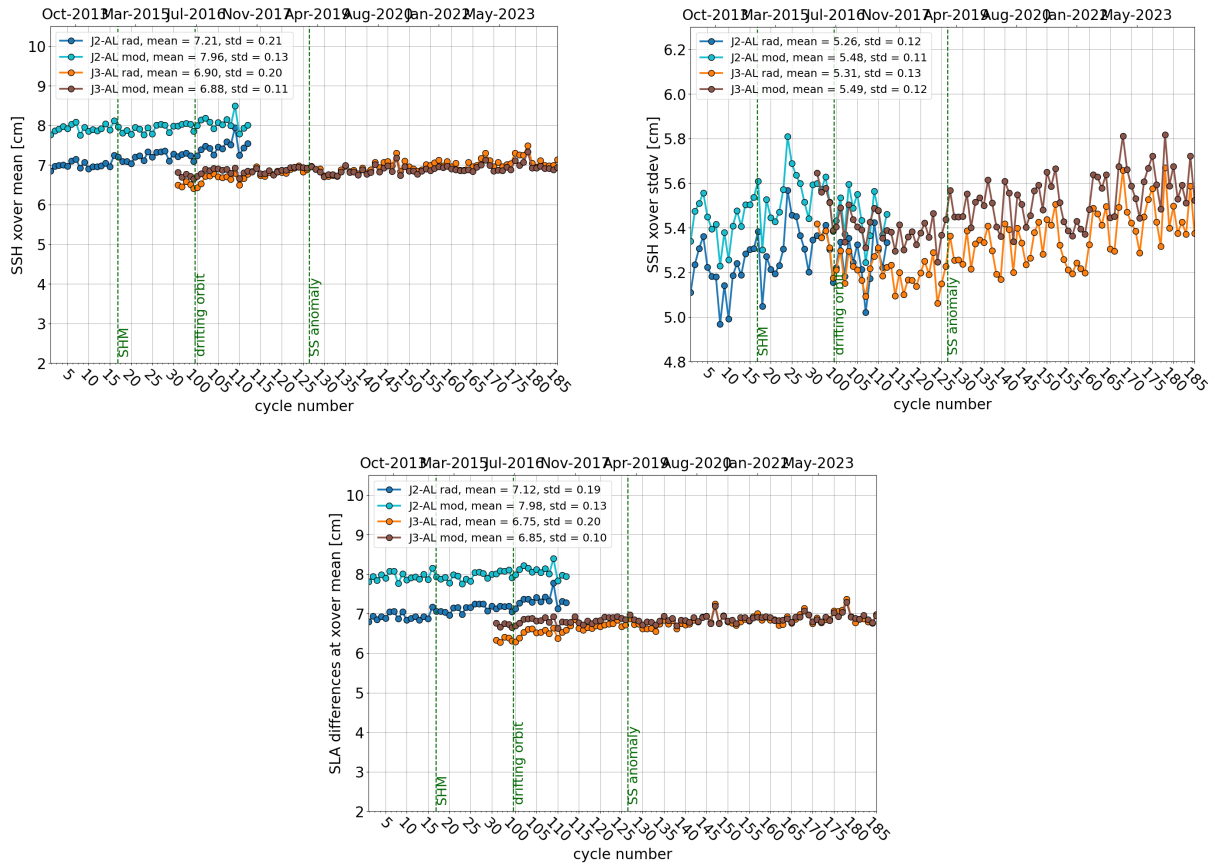 Oct-2013 Mar-2015 Jul-2016 Nov-2017 Apr-2019 Aug-2020 Jan-2022 May-2023
10
9
8
7
6
5
4
3
2
SSH xover mean [cm]
J2-AL rad, mean = 7.21, std = 0.21
J2-AL mod, mean = 7.96, std = 0.13
J3-AL rad, mean = 6.90, std = 0.20
J3-AL mod, mean = 6.88, std = 0.11
SHM
drifting orbit
SS anomaly
5 10 15 20 25 30 100 105 110 115 120 125 130 135 140 145 150 155 160 165 170 175 180 185
cycle number
Oct-2013 Mar-2015 Jul-2016 Nov-2017 Apr-2019 Aug-2020 Jan-2022 May-2023
6.2
6.0
5.8
5.6
5.4
5.2
5.0
4.8
SSH xover stdev [cm]
J2-AL rad, mean = 5.26, std = 0.12
J2-AL mod, mean = 5.48, std = 0.11
J3-AL rad, mean = 5.31, std = 0.13
J3-AL mod, mean = 5.49, std = 0.12
SHM
drifting orbit
SS anomaly
5 10 15 20 25 30 100 105 110 115 120 125 130 135 140 145 150 155 160 165 170 175 180 185
cycle number
Oct-2013 Mar-2015 Jul-2016 Nov-2017 Apr-2019 Aug-2020 Jan-2022 May-2023
10
9
8
7
6
5
4
3
2
SLA differences at xover mean [cm]
J2-AL rad, mean = 7.12, std = 0.19
J2-AL mod, mean = 7.98, std = 0.13
J3-AL rad, mean = 6.75, std = 0.20
J3-AL mod, mean = 6.85, std = 0.10
SHM
drifting orbit
SS anomaly
5 10 15 20 25 30 100 105 110 115 120 125 130 135 140 145 150 155 160 165 170 175 180 185
cycle number